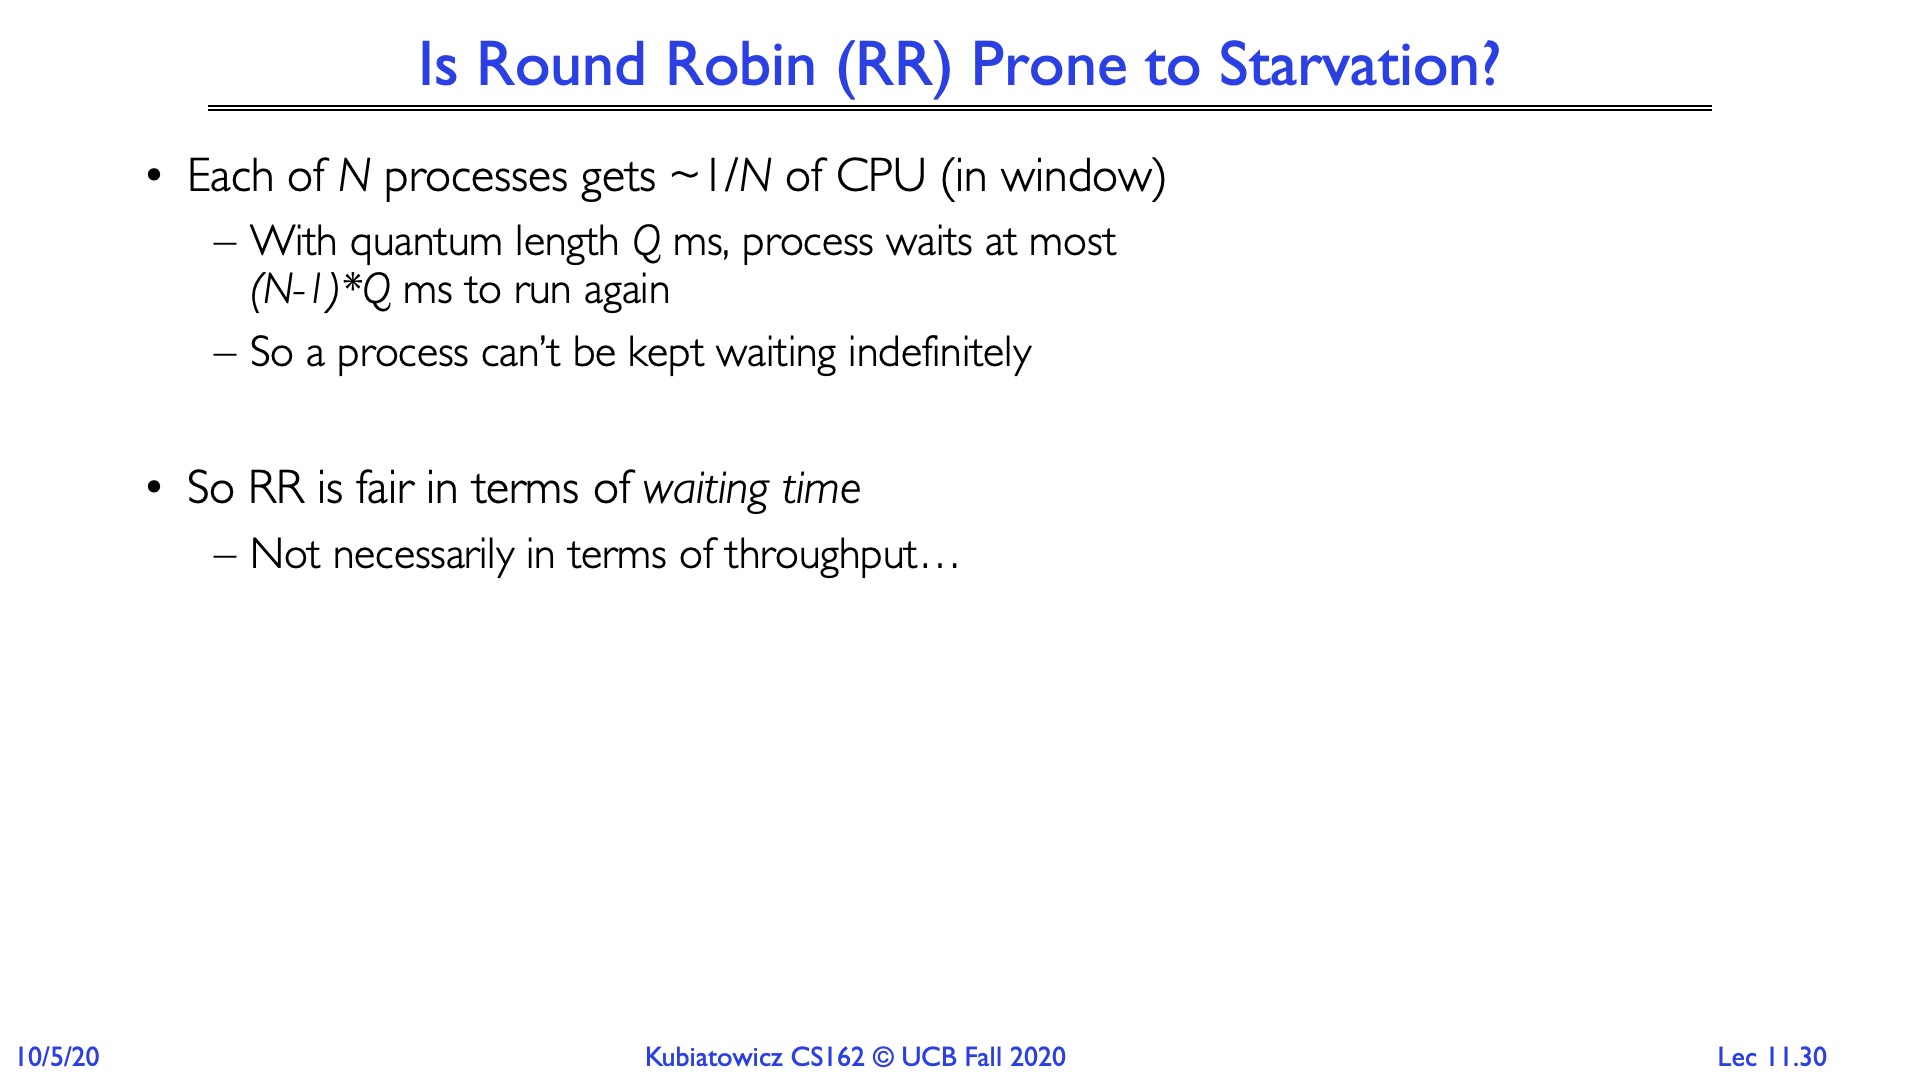 Is Round Robin (RR) Prone to Starvation?
• Each of N processes gets ~1/N of CPU (in window)
– With quantum length Q ms, process waits at most
(N-1)*Q ms to run again
– So a process can’t be kept waiting indefinitely
• So RR is fair in terms of waiting time
– Not necessarily in terms of throughput…
10/5/20
Kubiatowicz CS162 © UCB Fall 2020
Lec 11.30